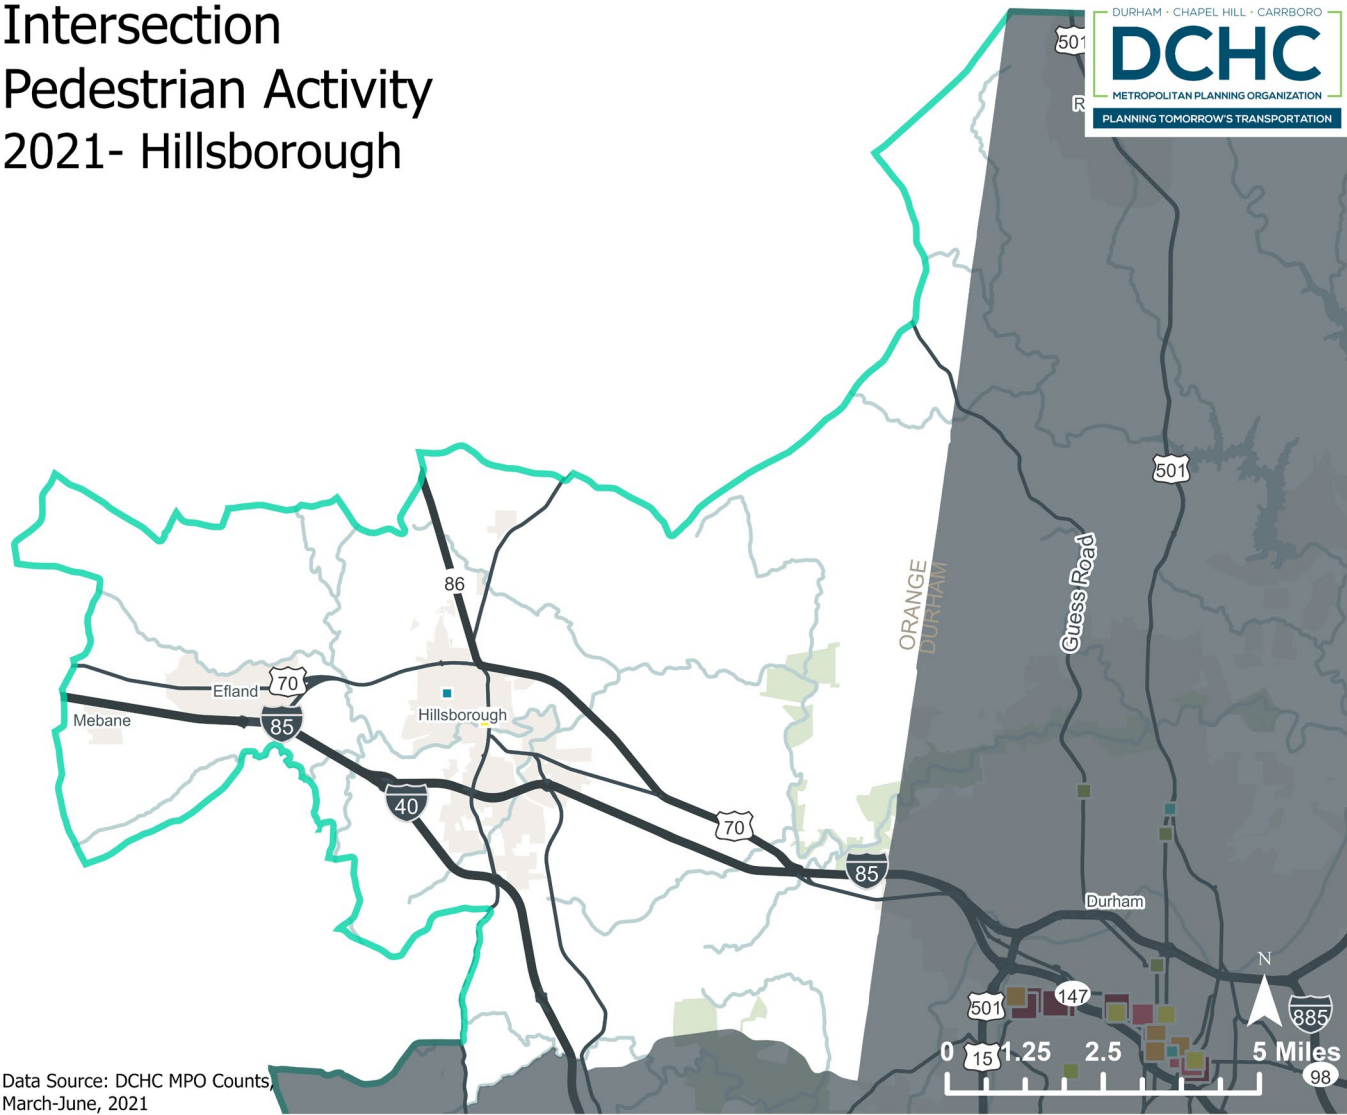 Intersection
Pedestrian Activity
2021- Hillsborough
DURHAM · CHAPEL HILL · CARRBORO
DCHC
METROPOLITAN PLANNING ORGANIZATION
PLANNING TOMORROW'S TRANSPORTATION
501
R
501
86
ORANGE
DURHAM
Guess Road
Efland
70
Mebane
85
Hillsborough
40
70
85
Durham
N
147
501
885
0
15
1.25
2.5
5 Miles
98
Data Source: DCHC MPO Counts,
March-June, 2021